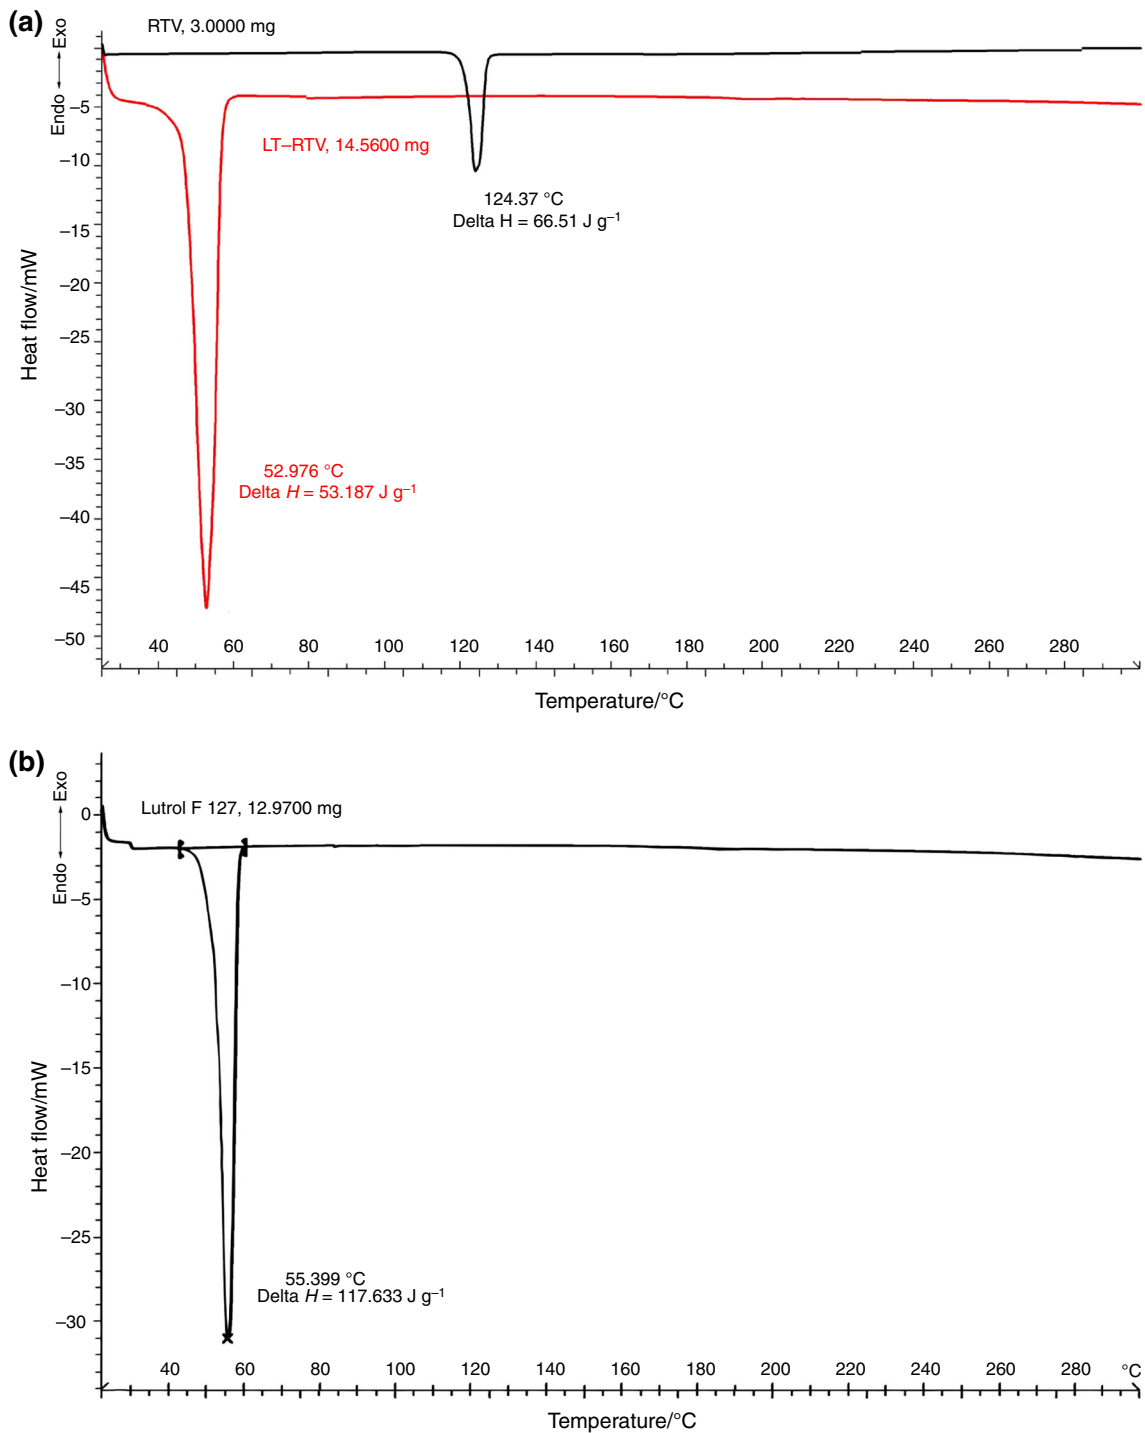 (a)
RTV, 3.0000 mg
Endo ←→ Exo
−5
LT–RTV, 14.5600 mg
−10
124.37 °C
Delta H = 66.51 J g⁻¹
−15
−20
−25
−30
−35
52.976 °C
Delta H = 53.187 J g⁻¹
−40
−45
−50
Heat flow/mW
40 60 80 100 120 140 160 180 200 220 240 260 280
Temperature/°C
(b)
Endo ←→ Exo
Lutrol F 127, 12.9700 mg
0
−5
−10
−15
−20
−25
55.399 °C
Delta H = 117.633 J g⁻¹
−30
Heat flow/mW
40 60 80 100 120 140 160 180 200 220 240 260 280 °C
Temperature/°C